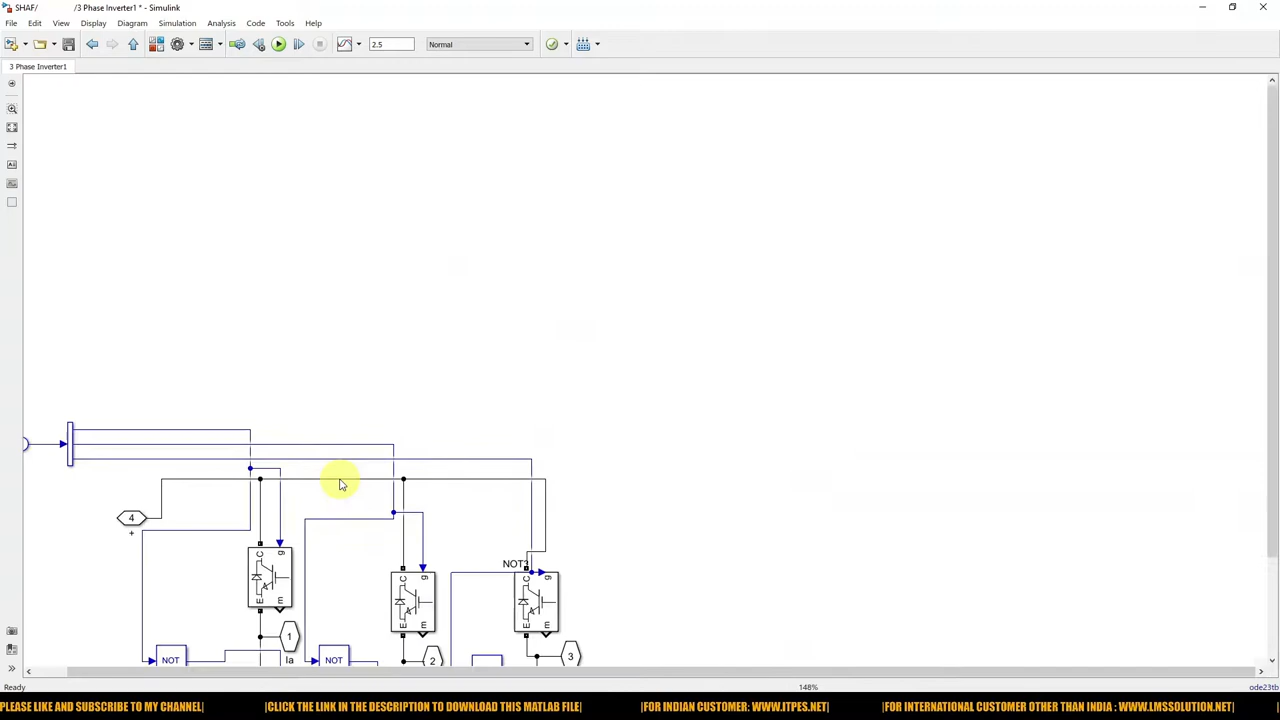 SHAF/ /3 Phase Inverter1 * - Simulink
File Edit View Display Diagram Simulation Analysis Code Tools Help
2.5 Normal
3 Phase Inverter1
4
+
C g E m
C g E m
NOT3
C g E m
1
Ia
2
3
NOT
NOT
Ready 148% ode23tb
PLEASE LIKE AND SUBSCRIBE TO MY CHANNEL| |CLICK THE LINK IN THE DESCRIPTION TO DOWNLOAD THIS MATLAB FILE| |FOR INDIAN CUSTOMER: WWW.ITPES.NET| |FOR INTERNATIONAL CUSTOMER OTHER THAN INDIA : WWW.LMSSOLUTION.NET|